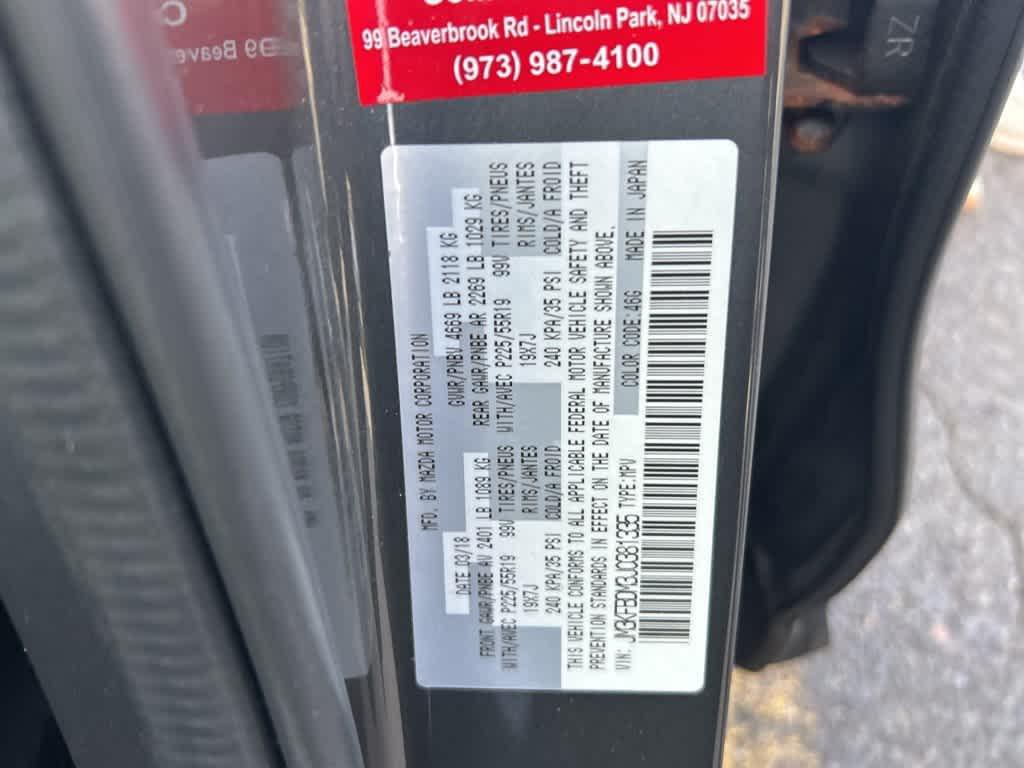 99 Beaverbrook Rd - Lincoln Park, NJ 07035
(973) 987-4100
ZR
MFD. BY MAZDA MOTOR CORPORATION
DATE 03/18 GVWR/PNBV 4669 LB 2118 KG
FRONT GAWR/PNBE AV 2401 LB 1089 KG REAR GAWR/PNBE AR 2269 LB 1029 KG
WITH/AVEC P225/55R19 99V TIRES/PNEUS WITH/AVEC P225/55R19 99V TIRES/PNEUS
19X7J RIMS/JANTES 19X7J RIMS/JANTES
240 KPA/35 PSI COLD/A FROID 240 KPA/35 PSI COLD/A FROID
THIS VEHICLE CONFORMS TO ALL APPLICABLE FEDERAL MOTOR VEHICLE SAFETY AND THEFT
PREVENTION STANDARDS IN EFFECT ON THE DATE OF MANUFACTURE SHOWN ABOVE.
VIN: JM3KFBDM3J0381335 TYPE:MPV COLOR CODE:46G MADE IN JAPAN